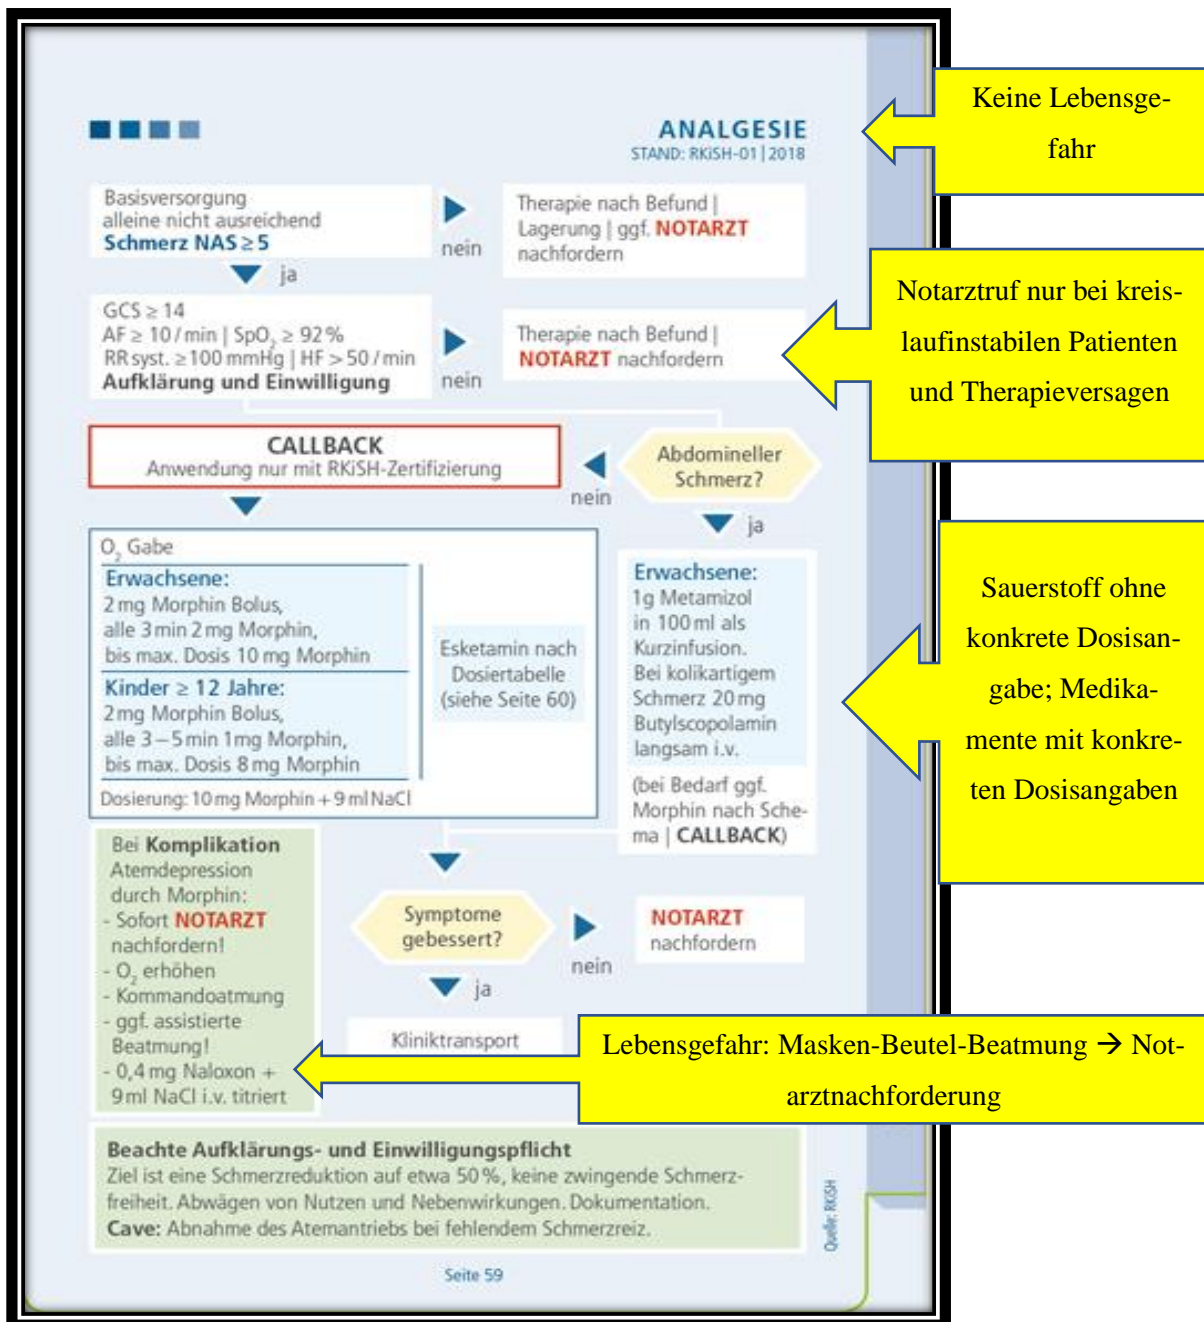 ANALGESIE
STAND: RKiSH-01|2018
Keine Lebensge-
fahr
Basisversorgung
alleine nicht ausreichend
Schmerz NAS ≥ 5
nein
Therapie nach Befund |
Lagerung | ggf. NOTARZT
nachfordern
ja
GCS ≥ 14
AF ≥ 10 / min | SpO₂ ≥ 92 %
RR syst. ≥ 100 mmHg | HF > 50 / min
Aufklärung und Einwilligung
nein
Therapie nach Befund |
NOTARZT nachfordern
Notarztruf nur bei kreis-
laufinstabilen Patienten
und Therapieversagen
CALLBACK
Anwendung nur mit RKiSH-Zertifizierung
nein
Abdomineller
Schmerz?
ja
O₂ Gabe
Erwachsene:
2 mg Morphin Bolus,
alle 3 min 2 mg Morphin,
bis max. Dosis 10 mg Morphin
Kinder ≥ 12 Jahre:
2 mg Morphin Bolus,
alle 3 – 5 min 1 mg Morphin,
bis max. Dosis 8 mg Morphin
Dosierung: 10 mg Morphin + 9 ml NaCl
Esketamin nach
Dosiertabelle
(siehe Seite 60)
Erwachsene:
1g Metamizol
in 100 ml als
Kurzinfusion.
Bei kolikartigem
Schmerz 20 mg
Butylscopolamin
langsam i.v.
(bei Bedarf ggf.
Morphin nach Sche-
ma | CALLBACK)
Sauerstoff ohne
konkrete Dosisan-
gabe; Medika-
mente mit konkre-
ten Dosisangaben
Bei Komplikation
Atemdepression
durch Morphin:
- Sofort NOTARZT
nachfordern!
- O₂ erhöhen
- Kommandoatmung
- ggf. assistierte
Beatmung!
- 0,4 mg Naloxon +
9 ml NaCl i.v. titriert
Symptome
gebessert?
nein
NOTARZT
nachfordern
ja
Kliniktransport
Lebensgefahr: Masken-Beutel-Beatmung → Not-
arztnachforderung
Beachte Aufklärungs- und Einwilligungspflicht
Ziel ist eine Schmerzreduktion auf etwa 50 %, keine zwingende Schmerz-
freiheit. Abwägen von Nutzen und Nebenwirkungen. Dokumentation.
Cave: Abnahme des Atemantriebs bei fehlendem Schmerzreiz.
Quelle: RKiSH
Seite 59